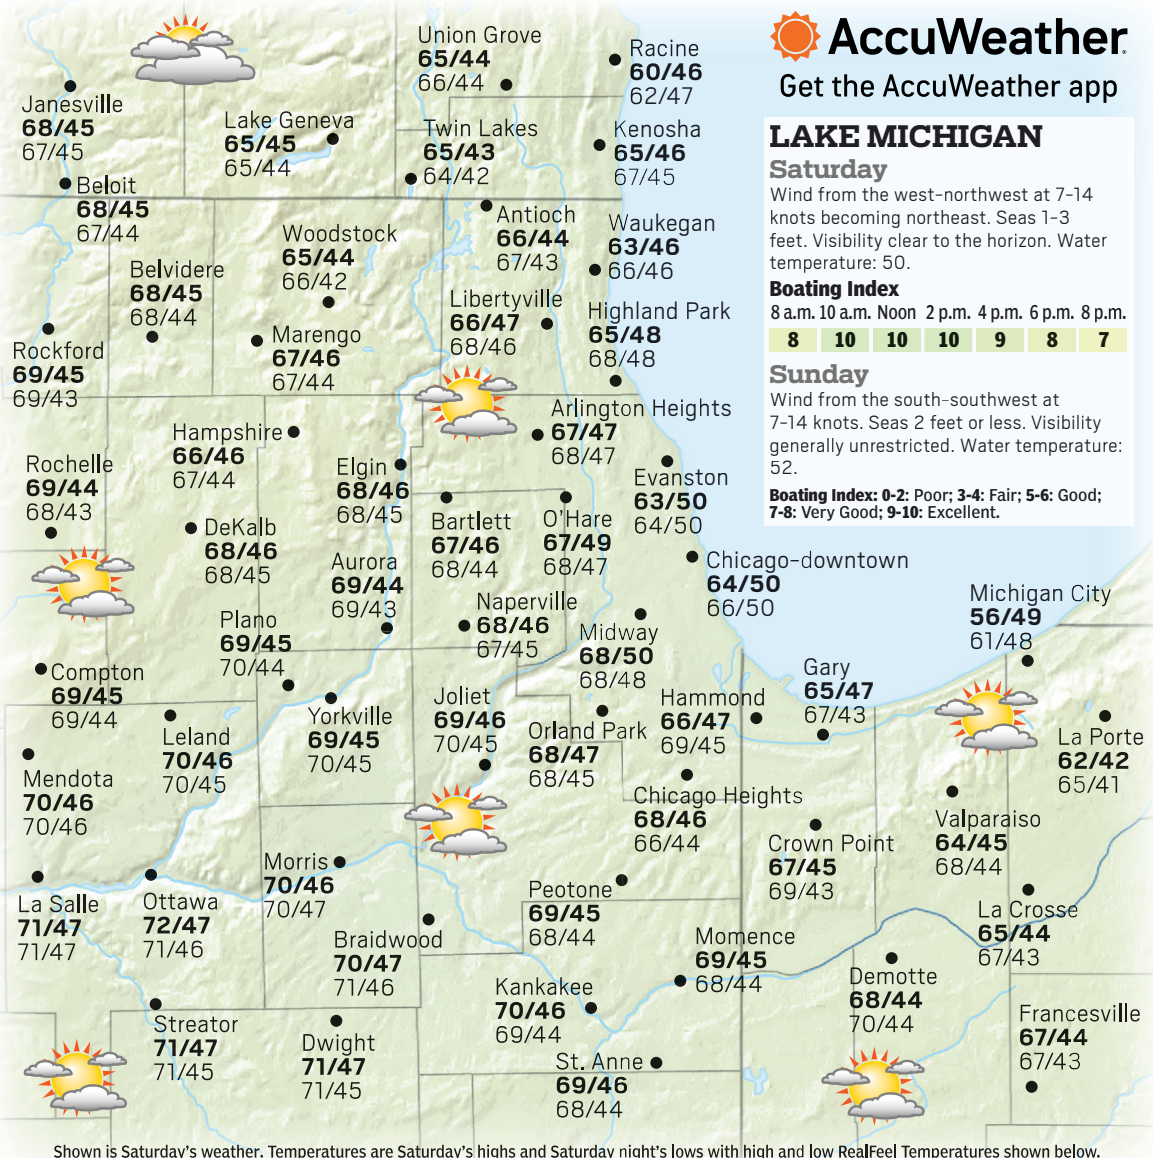 AccuWeather.
Get the AccuWeather app
LAKE MICHIGAN
Saturday
Wind from the west-northwest at 7-14
knots becoming northeast. Seas 1-3
feet. Visibility clear to the horizon. Water
temperature: 50.
Boating Index
8 a.m. 10 a.m. Noon 2 p.m. 4 p.m. 6 p.m. 8 p.m.
8 10 10 10 9 8 7
Sunday
Wind from the south-southwest at
7-14 knots. Seas 2 feet or less. Visibility
generally unrestricted. Water temperature:
52.
Boating Index: 0-2: Poor; 3-4: Fair; 5-6: Good;
7-8: Very Good; 9-10: Excellent.
Union Grove
65/44
66/44
Racine
60/46
62/47
Janesville
68/45
67/45
Lake Geneva
65/45
65/44
Twin Lakes
65/43
64/42
Kenosha
65/46
67/45
Beloit
68/45
67/44
Antioch
66/44
67/43
Waukegan
63/46
66/46
Woodstock
65/44
66/42
Belvidere
68/45
68/44
Libertyville
66/47
68/46
Highland Park
65/48
68/48
Rockford
69/45
69/43
Marengo
67/46
67/44
Arlington Heights
67/47
68/47
Hampshire
66/46
67/44
Rochelle
69/44
68/43
Elgin
68/46
68/45
Evanston
63/50
64/50
DeKalb
68/46
68/45
Bartlett
67/46
68/44
O'Hare
67/49
68/47
Chicago-downtown
64/50
66/50
Aurora
69/44
69/43
Michigan City
56/49
61/48
Naperville
68/46
67/45
Plano
69/45
70/44
Midway
68/50
68/48
Compton
69/45
69/44
Gary
65/47
67/43
Joliet
69/46
70/45
Hammond
66/47
69/45
Yorkville
69/45
70/45
Orland Park
68/47
68/45
Leland
70/46
70/45
La Porte
62/42
65/41
Mendota
70/46
70/46
Chicago Heights
68/46
66/44
Valparaiso
64/45
68/44
Crown Point
67/45
69/43
Morris
70/46
70/47
La Salle
71/47
71/47
Ottawa
72/47
71/46
Peotone
69/45
68/44
La Crosse
65/44
67/43
Braidwood
70/47
71/46
Momence
69/45
68/44
Demotte
68/44
70/44
Kankakee
70/46
69/44
Streator
71/47
71/45
Dwight
71/47
71/45
Francesville
67/44
67/43
St. Anne
69/46
68/44
Shown is Saturday's weather. Temperatures are Saturday's highs and Saturday night's lows with high and low RealFeel Temperatures shown below.